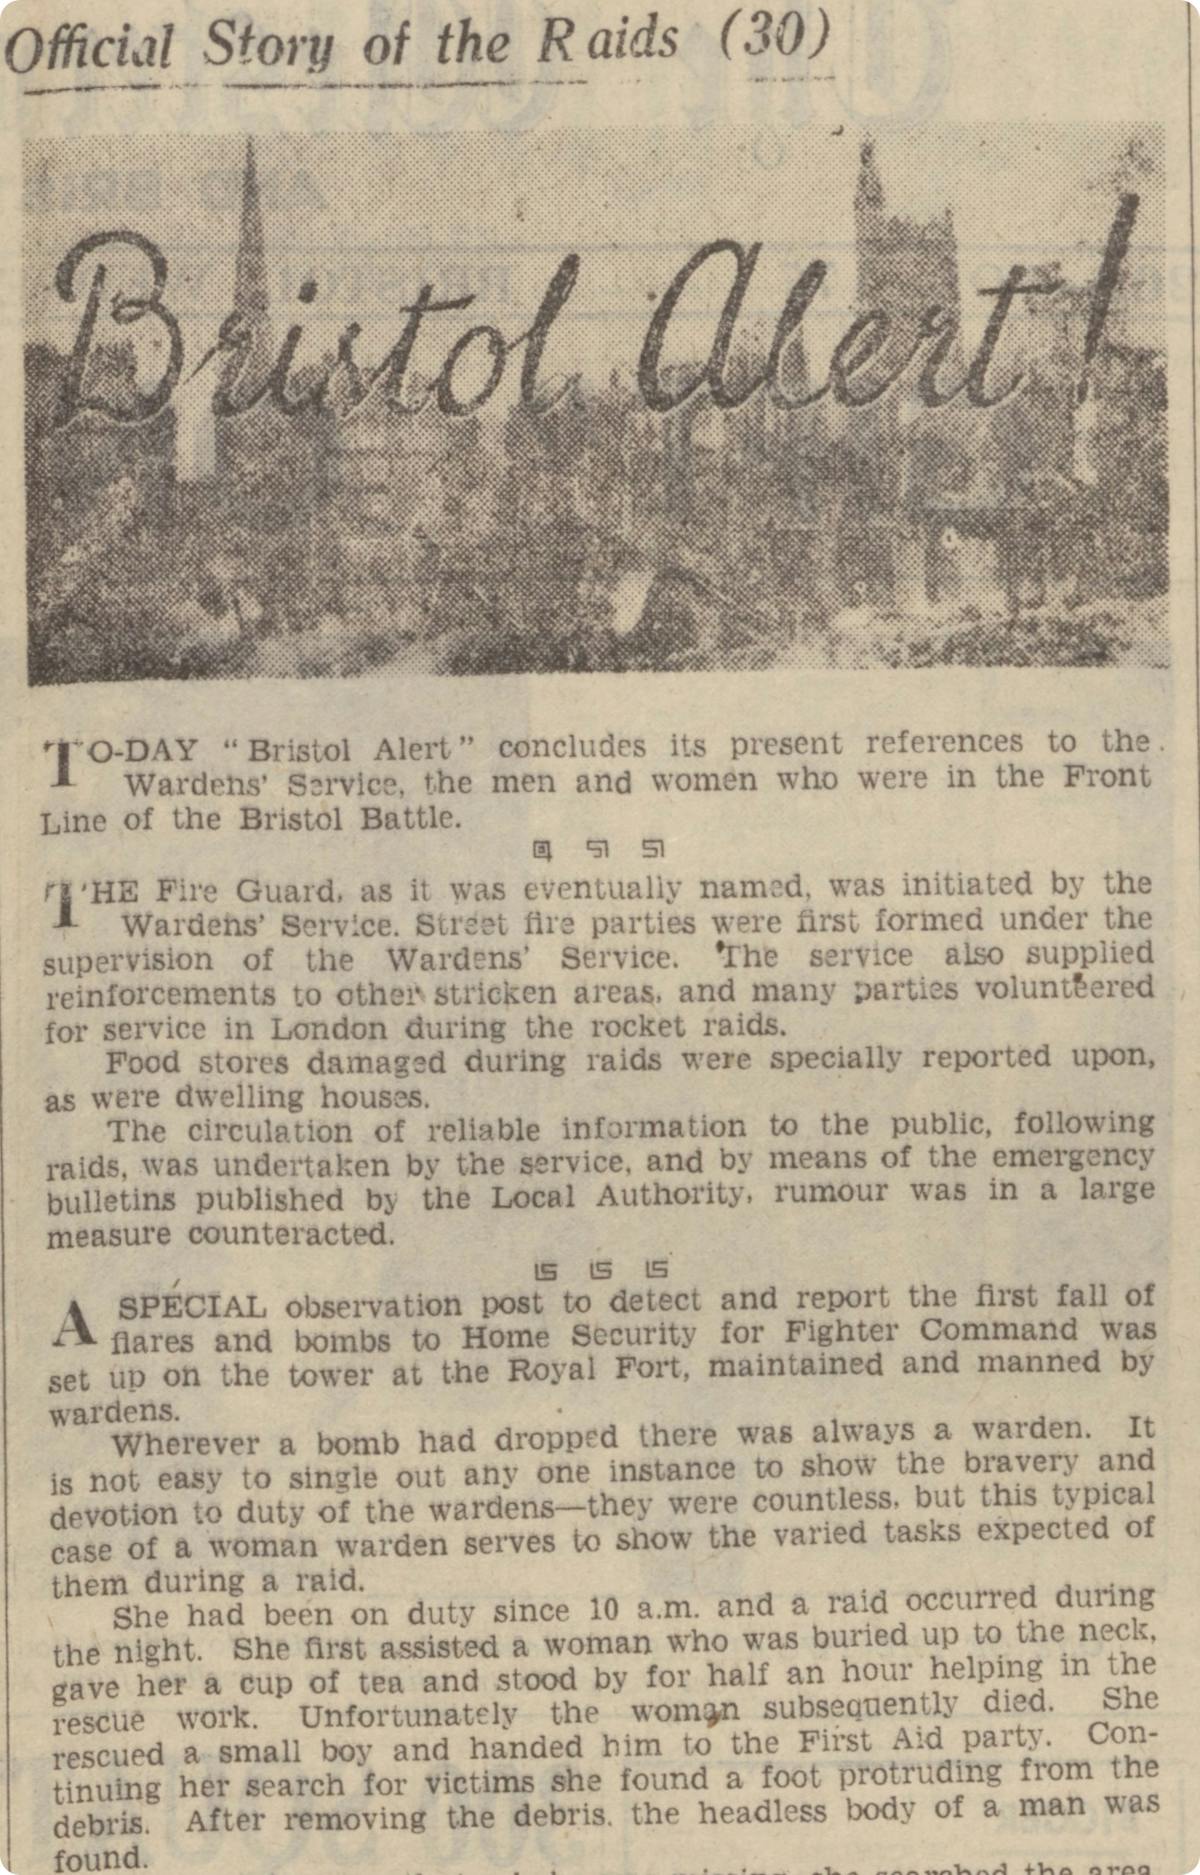 Official Story of the Raids (30)
Bristol Alert!
TO-DAY “Bristol Alert” concludes its present references to the
Wardens’ Service, the men and women who were in the Front
Line of the Bristol Battle.
THE Fire Guard, as it was eventually named, was initiated by the
Wardens’ Service. Street fire parties were first formed under the
supervision of the Wardens’ Service. The service also supplied
reinforcements to other stricken areas, and many parties volunteered
for service in London during the rocket raids.
Food stores damaged during raids were specially reported upon,
as were dwelling houses.
The circulation of reliable information to the public, following
raids, was undertaken by the service, and by means of the emergency
bulletins published by the Local Authority, rumour was in a large
measure counteracted.
A SPECIAL observation post to detect and report the first fall of
flares and bombs to Home Security for Fighter Command was
set up on the tower at the Royal Fort, maintained and manned by
wardens.
Wherever a bomb had dropped there was always a warden. It
is not easy to single out any one instance to show the bravery and
devotion to duty of the wardens—they were countless, but this typical
case of a woman warden serves to show the varied tasks expected of
them during a raid.
She had been on duty since 10 a.m. and a raid occurred during
the night. She first assisted a woman who was buried up to the neck,
gave her a cup of tea and stood by for half an hour helping in the
rescue work. Unfortunately the woman subsequently died. She
rescued a small boy and handed him to the First Aid party. Con-
tinuing her search for victims she found a foot protruding from the
debris. After removing the debris, the headless body of a man was
found.
she searched the area